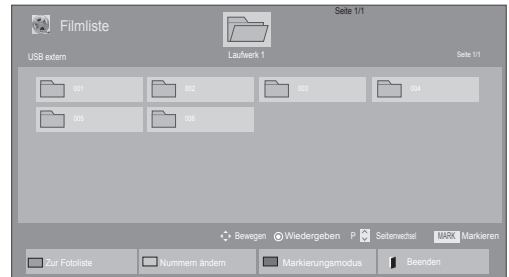 Seite 1/1
Filmliste
USB extern
Laufwerk 1
Seite 1/1
001 002 003 004
005 006
Bewegen Wiedergeben P Seitenwechsel MARK Markieren
Zur Fotoliste Nummern ändern Markierungsmodus Beenden